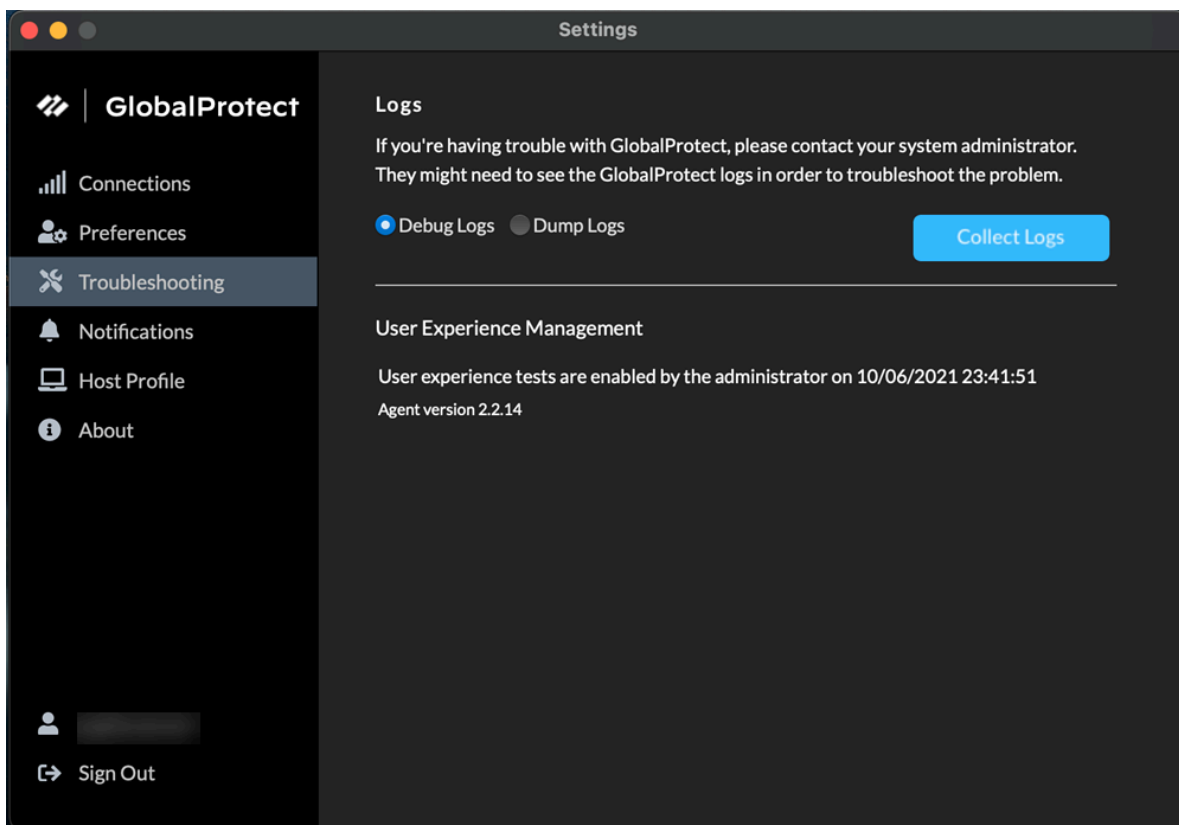 Settings
GlobalProtect
Connections
Preferences
Troubleshooting
Notifications
Host Profile
About
Sign Out
Logs
If you're having trouble with GlobalProtect, please contact your system administrator.
They might need to see the GlobalProtect logs in order to troubleshoot the problem.
Debug Logs Dump Logs
Collect Logs
User Experience Management
User experience tests are enabled by the administrator on 10/06/2021 23:41:51
Agent version 2.2.14